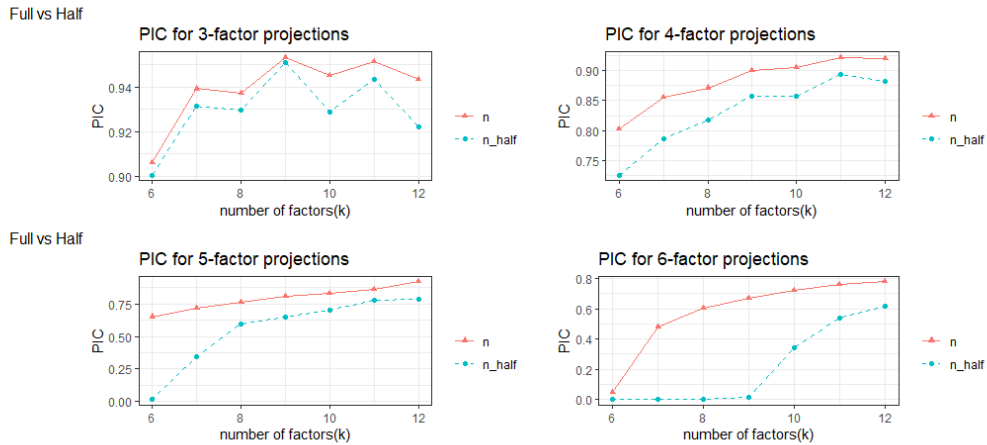 Full vs Half
PIC for 3-factor projections
PIC
0.94
0.92
0.90
6
8
10
12
number of factors(k)
n
n_half
PIC for 4-factor projections
PIC
0.90
0.85
0.80
0.75
6
8
10
12
number of factors(k)
n
n_half
Full vs Half
PIC for 5-factor projections
PIC
0.75
0.50
0.25
0.00
6
8
10
12
number of factors(k)
n
n_half
PIC for 6-factor projections
PIC
0.8
0.6
0.4
0.2
0.0
6
8
10
12
number of factors(k)
n
n_half